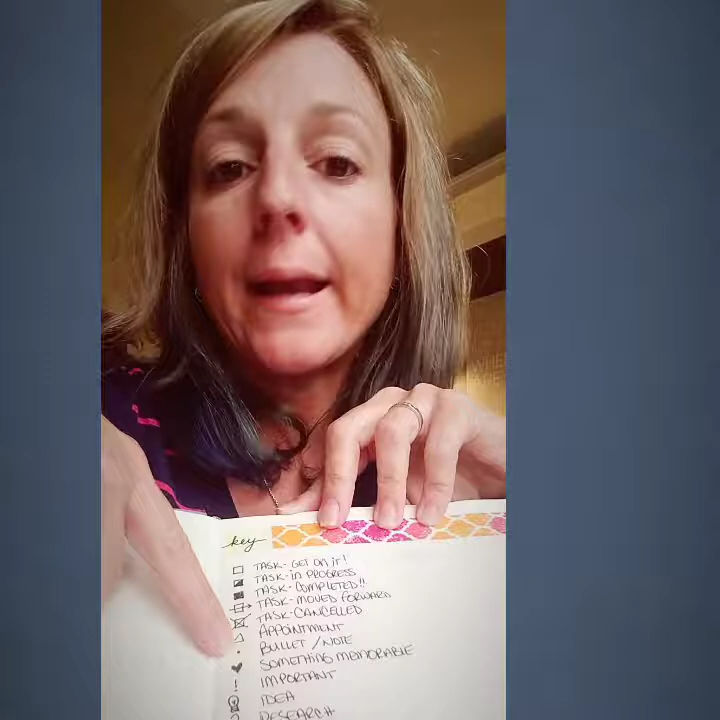 key
TASK- GET ON IT!
TASK-IN PROGRESS
TASK-COMPLETED!!
TASK-MOVED FORWARD
TASK-CANCELLED
APPOINTMENT
BULLET / NOTE
SOMETHING MEMORABLE
IMPORTANT
IDEA
RESEARCH